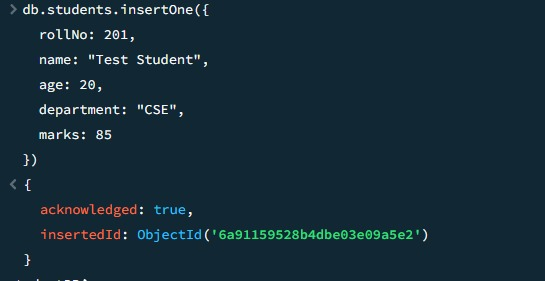 > db.students.insertOne({
rollNo: 201,
name: "Test Student",
age: 20,
department: "CSE",
marks: 85
})
< {
acknowledged: true,
insertedId: ObjectId('6a91159528b4dbe03e09a5e2')
}